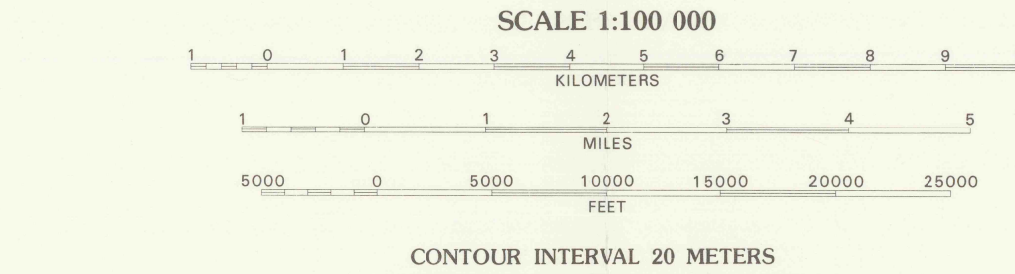 SCALE 1:100 000
1 0 1 2 3 4 5 6 7 8 9
KILOMETERS
1 0 1 2 3 4 5
MILES
5000 0 5000 10000 15000 20000 25000
FEET
CONTOUR INTERVAL 20 METERS